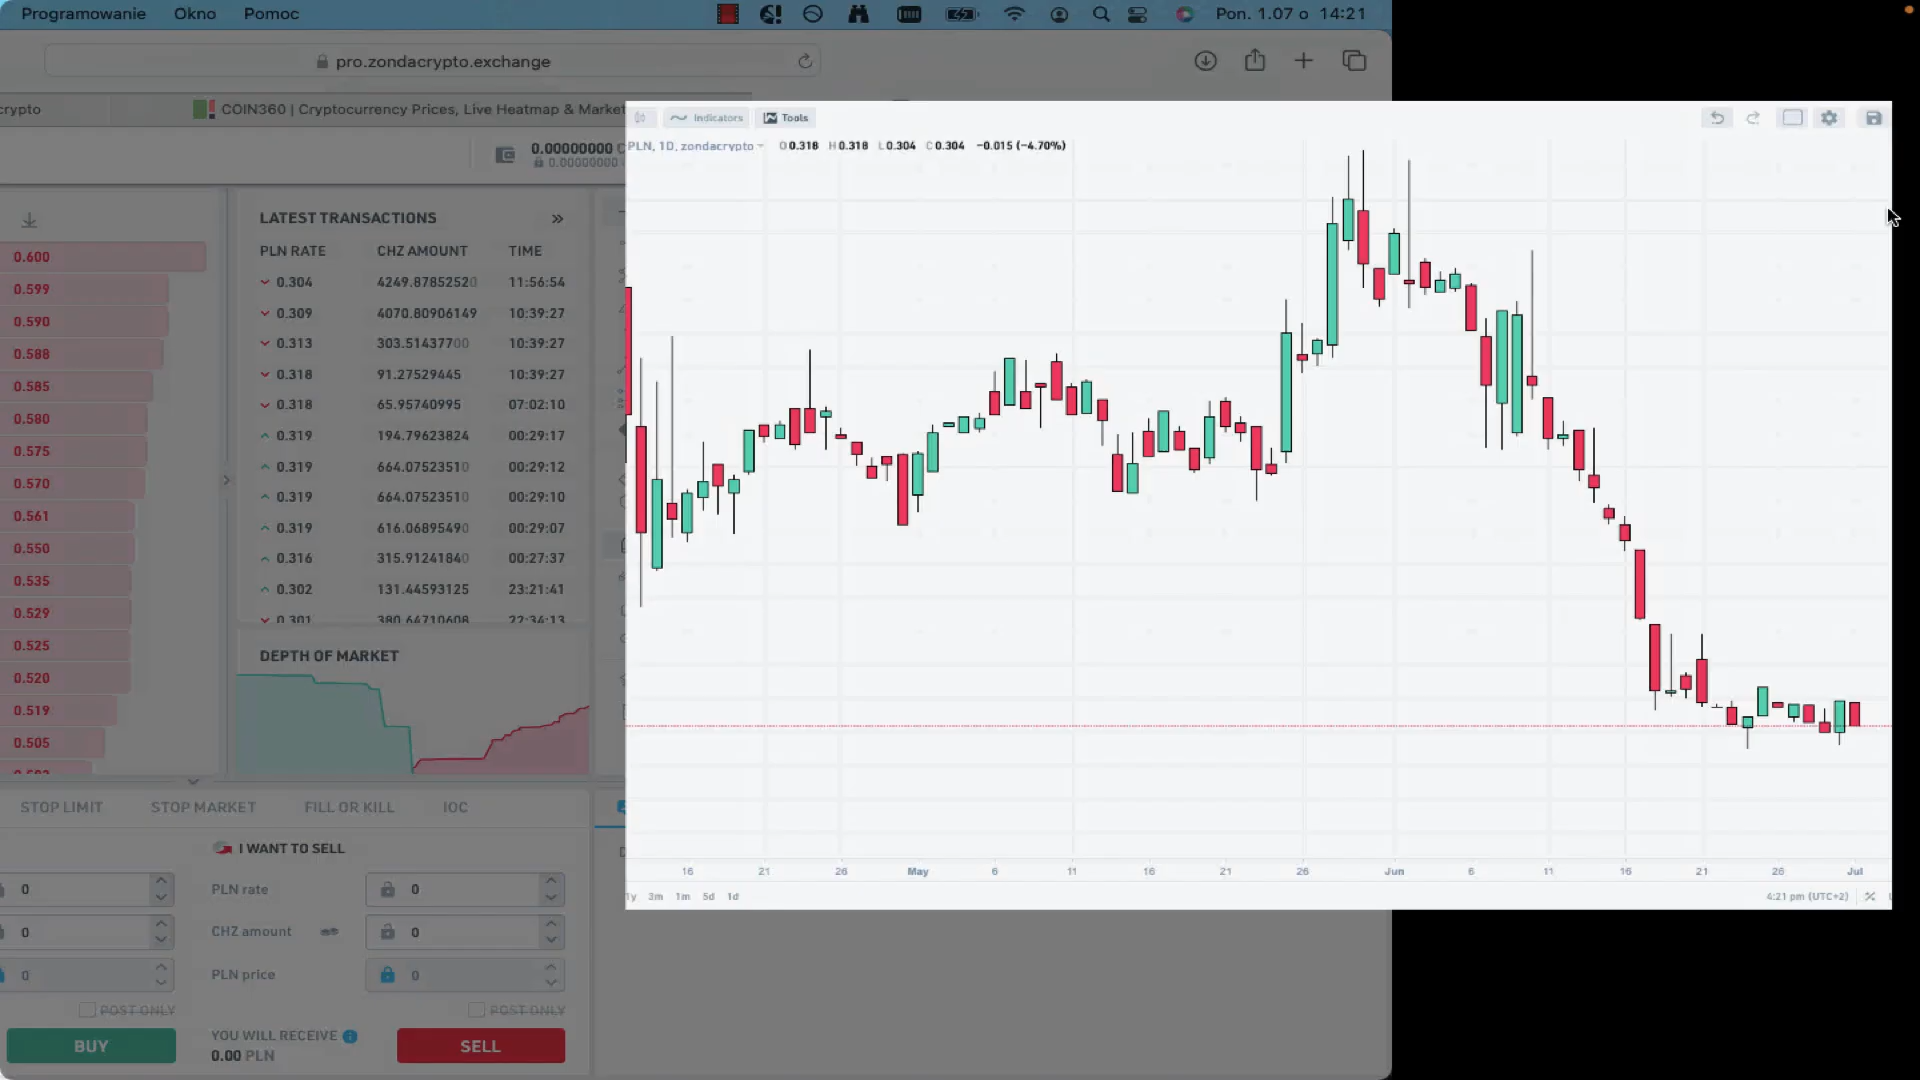 Programowanie Okno Pomoc Pon. 1.07 o 14:21
pro.zondacrypto.exchange
crypto COIN360 | Cryptocurrency Prices, Live Heatmap & Market
0.00000000
0.00000000
LATEST TRANSACTIONS »
PLN RATE CHZ AMOUNT TIME
0.304 4249.87852520 11:56:54
0.309 4070.80906149 10:39:27
0.313 303.51437700 10:39:27
0.318 91.27529445 10:39:27
0.318 65.95740995 07:02:10
0.319 194.79623824 00:29:17
0.319 664.07523510 00:29:12
0.319 664.07523510 00:29:10
0.319 616.06895490 00:29:07
0.316 315.91241840 00:27:37
0.302 131.44593125 23:21:41
0.301 380.64710608 22:34:13
0.600
0.599
0.590
0.588
0.585
0.580
0.575
0.570
0.561
0.550
0.535
0.529
0.525
0.520
0.519
0.505
DEPTH OF MARKET
STOP LIMIT STOP MARKET FILL OR KILL IOC
I WANT TO SELL
0 PLN rate 0
0 CHZ amount 0
0 PLN price 0
POST ONLY POST ONLY
BUY YOU WILL RECEIVE SELL
0.00 PLN
Indicators Tools
PLN, 1D, zondacrypto O0.318 H0.318 L0.304 C0.304 −0.015 (−4.70%)
16 21 26 May 6 11 16 21 26 Jun 6 11 16 21 26 Jul
1y 3m 1m 5d 1d 4:21 pm (UTC+2) %